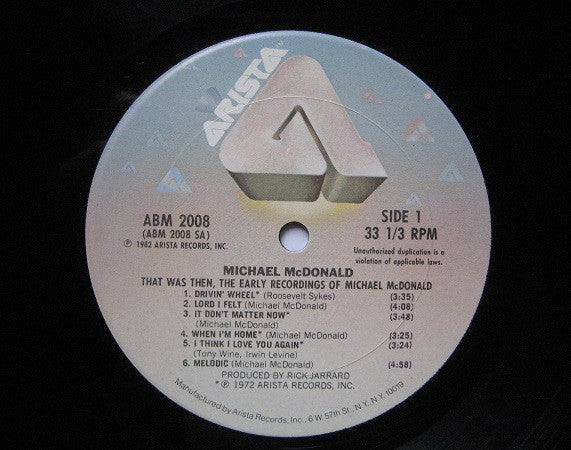 ARISTA
ABM 2008
(ABM 2008 SA)
℗ 1982 ARISTA RECORDS, INC.
SIDE 1
33 1/3 RPM
Unauthorized duplication is a
violation of applicable laws.
MICHAEL McDONALD
THAT WAS THEN, THE EARLY RECORDINGS OF MICHAEL McDONALD
1. DRIVIN' WHEEL* (Roosevelt Sykes) (3:35)
2. LORD I FELT (Michael McDonald) (4:08)
3. IT DON'T MATTER NOW* (3:48)
(Michael McDonald)
4. WHEN I'M HOME* (Michael McDonald) (3:25)
5. I THINK I LOVE YOU AGAIN* (3:24)
(Tony Wine, Irwin Levine)
6. MELODIC (Michael McDonald) (4:58)
PRODUCED BY RICK JARRARD
*℗ 1972 ARISTA RECORDS, INC.
Manufactured by Arista Records, Inc., 6 W. 57th St., N.Y. N.Y. 10019